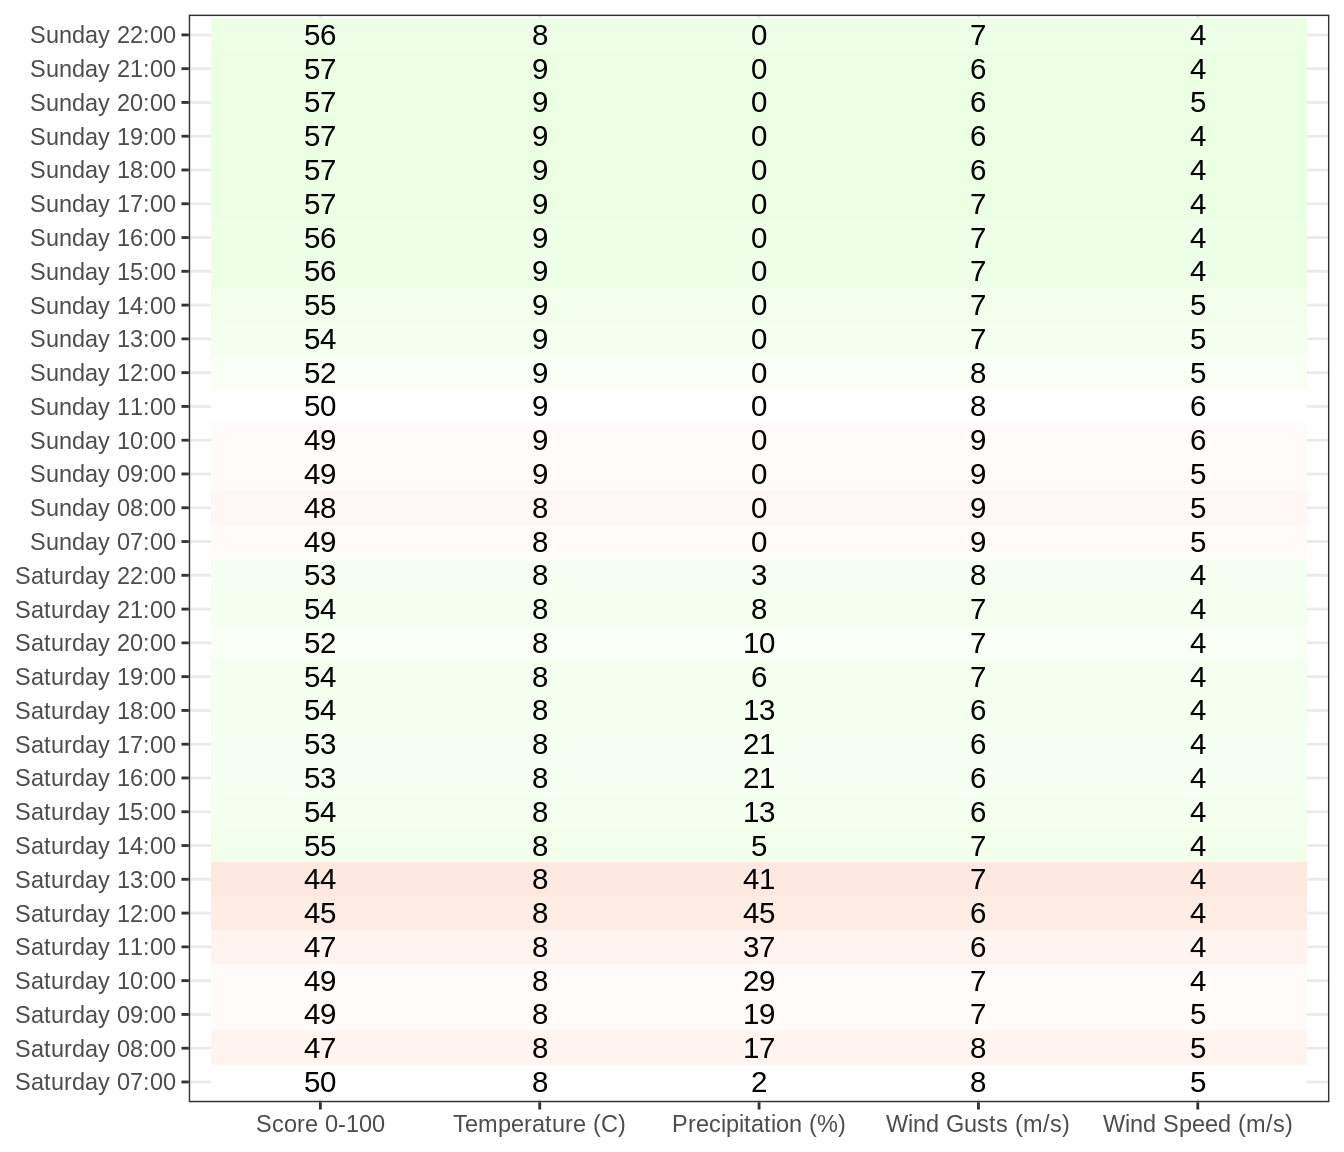 Sunday 22:00 56 8 0 7 4
Sunday 21:00 57 9 0 6 4
Sunday 20:00 57 9 0 6 5
Sunday 19:00 57 9 0 6 4
Sunday 18:00 57 9 0 6 4
Sunday 17:00 57 9 0 7 4
Sunday 16:00 56 9 0 7 4
Sunday 15:00 56 9 0 7 4
Sunday 14:00 55 9 0 7 5
Sunday 13:00 54 9 0 7 5
Sunday 12:00 52 9 0 8 5
Sunday 11:00 50 9 0 8 6
Sunday 10:00 49 9 0 9 6
Sunday 09:00 49 9 0 9 5
Sunday 08:00 48 8 0 9 5
Sunday 07:00 49 8 0 9 5
Saturday 22:00 53 8 3 8 4
Saturday 21:00 54 8 8 7 4
Saturday 20:00 52 8 10 7 4
Saturday 19:00 54 8 6 7 4
Saturday 18:00 54 8 13 6 4
Saturday 17:00 53 8 21 6 4
Saturday 16:00 53 8 21 6 4
Saturday 15:00 54 8 13 6 4
Saturday 14:00 55 8 5 7 4
Saturday 13:00 44 8 41 7 4
Saturday 12:00 45 8 45 6 4
Saturday 11:00 47 8 37 6 4
Saturday 10:00 49 8 29 7 4
Saturday 09:00 49 8 19 7 5
Saturday 08:00 47 8 17 8 5
Saturday 07:00 50 8 2 8 5
Score 0-100 Temperature (C) Precipitation (%) Wind Gusts (m/s) Wind Speed (m/s)